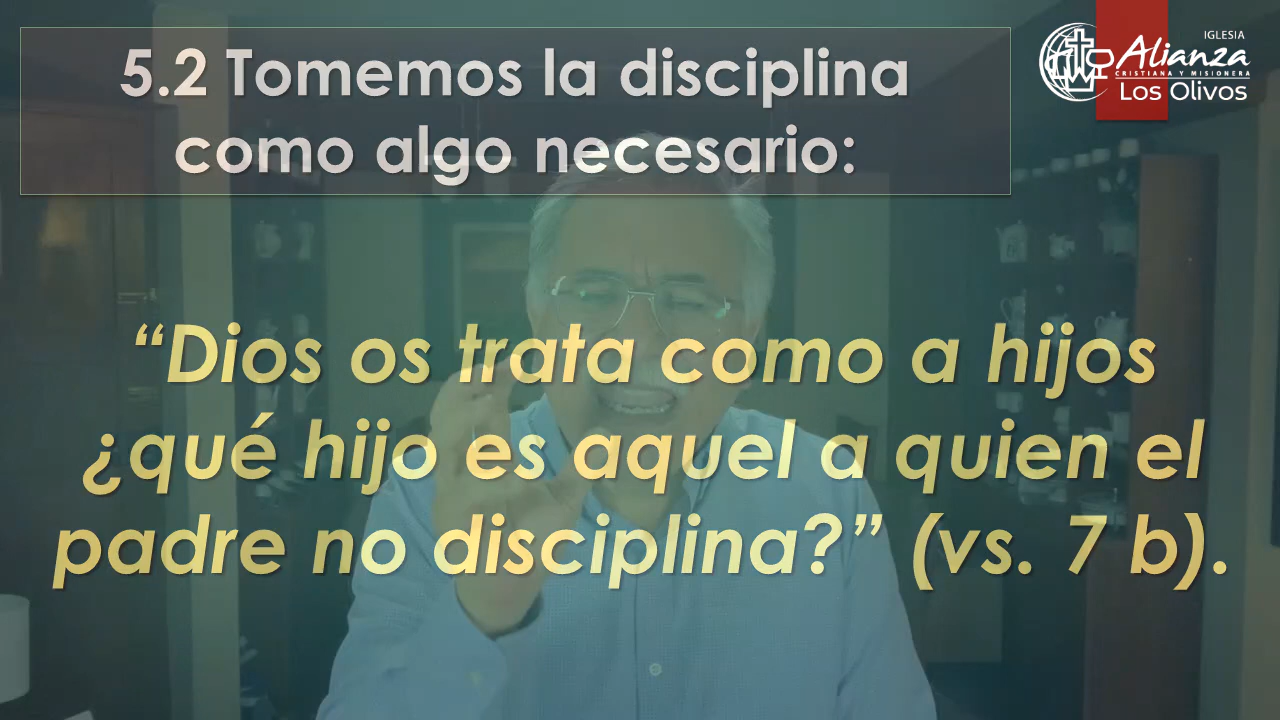 5.2 Tomemos la disciplina
como algo necesario:
IGLESIA
Alianza
CRISTIANA Y MISIONERA
Los Olivos
“Dios os trata como a hijos
¿qué hijo es aquel a quien el
padre no disciplina?” (vs. 7 b).